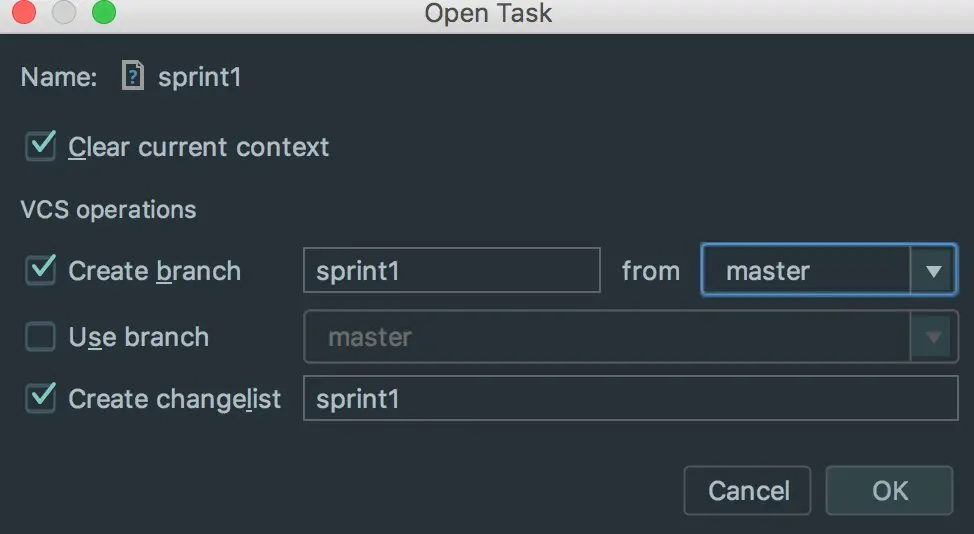 Open Task
Name: sprint1
Clear current context
VCS operations
Create branch sprint1 from master
Use branch master
Create changelist sprint1
Cancel OK